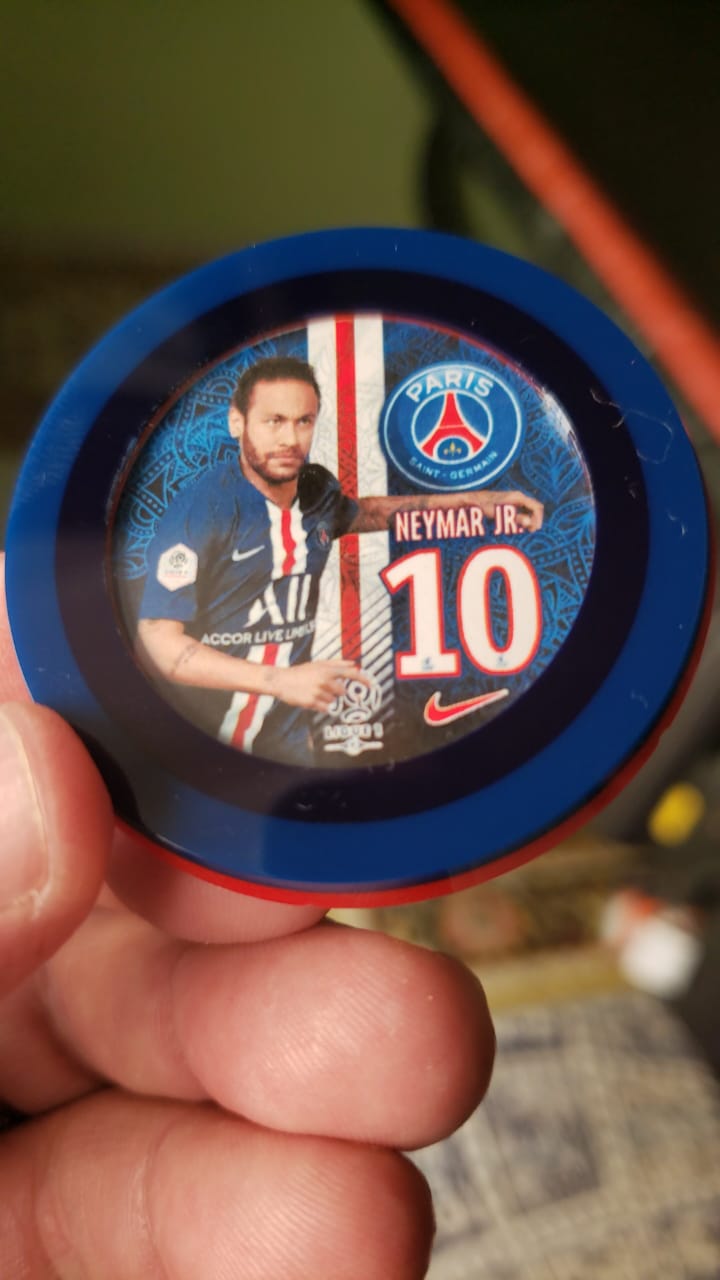 PARIS
SAINT-GERMAIN
NEYMAR JR.
10
All
ACCOR LIVE LIMITLESS
LIGUE 1